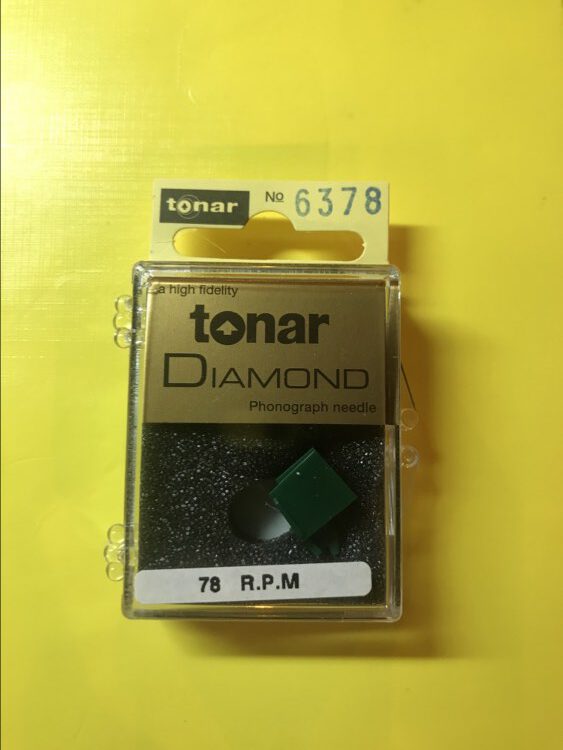 tonar No 6378
a high fidelity
tonar
DIAMOND
Phonograph needle
78 R.P.M